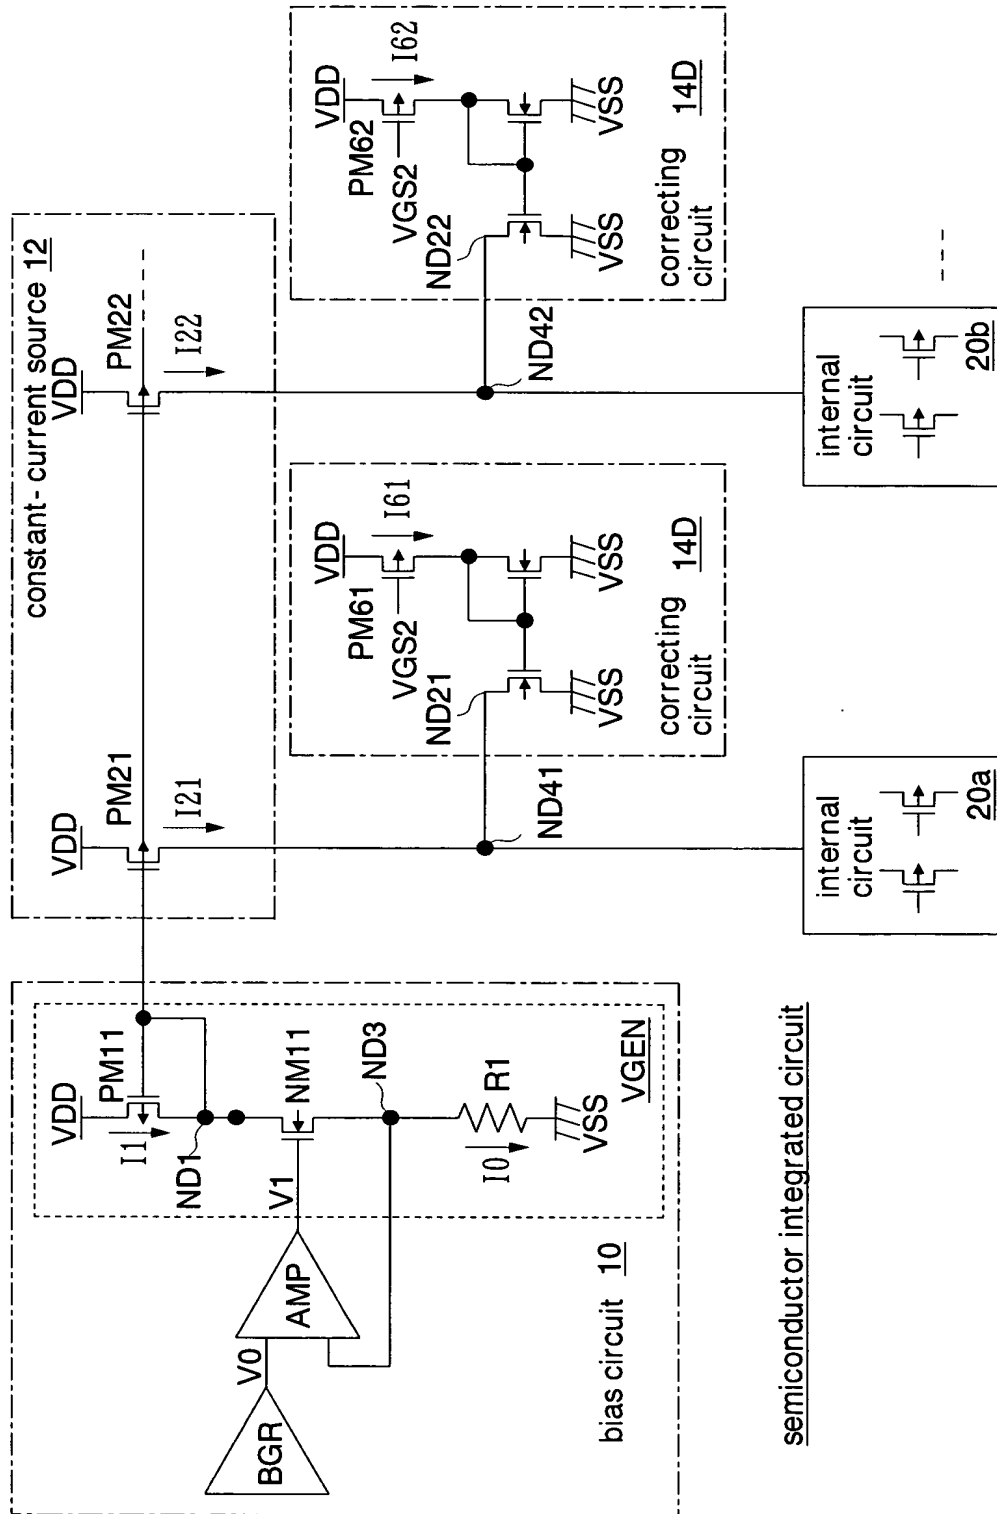 constant-current source 12
VDD
PM21
I21
VDD
PM22
I22
bias circuit 10
BGR
V0
AMP
V1
VDD
PM11
I1
ND1
NM11
ND3
R1
I0
VSS
VGEN
ND41
ND21
VDD
PM61
I61
VGS2
VSS
VSS
correcting
circuit
14D
ND42
ND22
VDD
PM62
I62
VGS2
VSS
VSS
correcting
circuit
14D
internal
circuit
20a
internal
circuit
20b
semiconductor integrated circuit